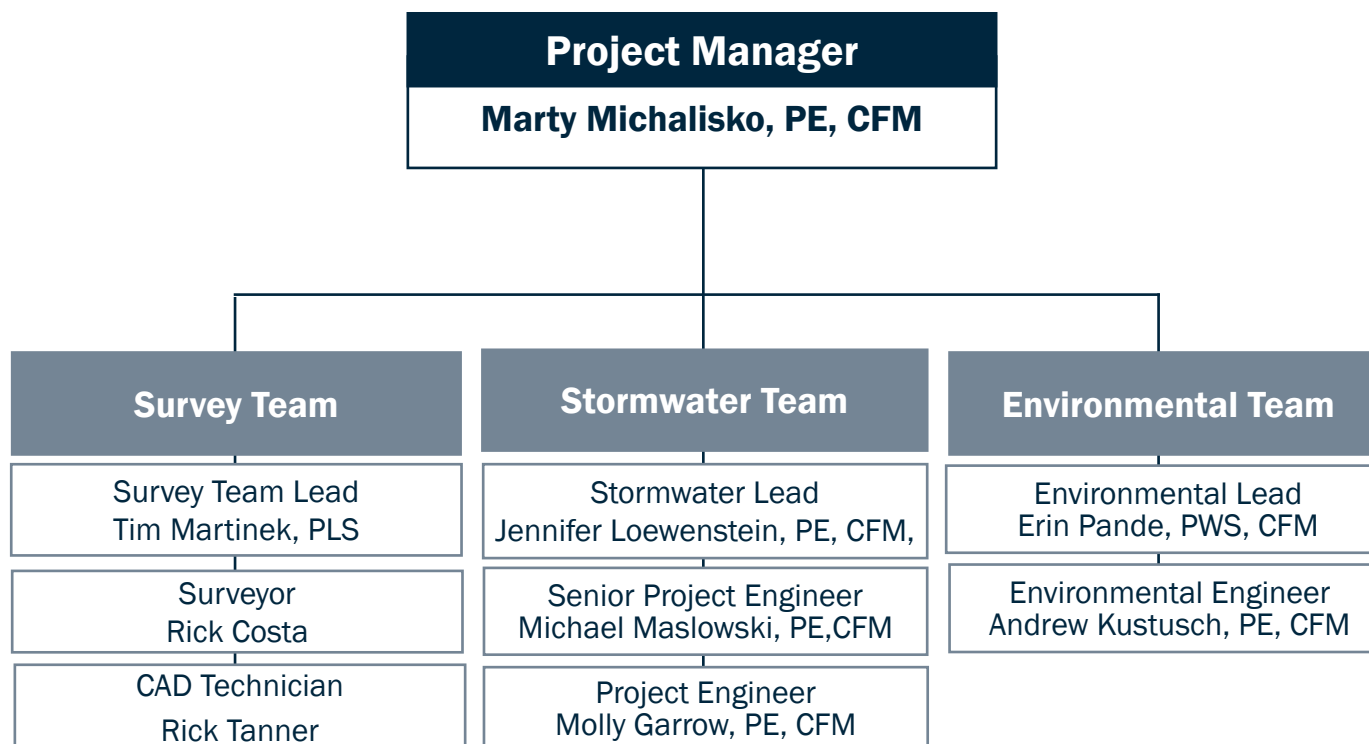 Project Manager
Marty Michalisko, PE, CFM
Survey Team
Survey Team Lead
Tim Martinek, PLS
Surveyor
Rick Costa
CAD Technician
Rick Tanner
Stormwater Team
Stormwater Lead
Jennifer Loewenstein, PE, CFM,
Senior Project Engineer
Michael Maslowski, PE,CFM
Project Engineer
Molly Garrow, PE, CFM
Environmental Team
Environmental Lead
Erin Pande, PWS, CFM
Environmental Engineer
Andrew Kustusch, PE, CFM